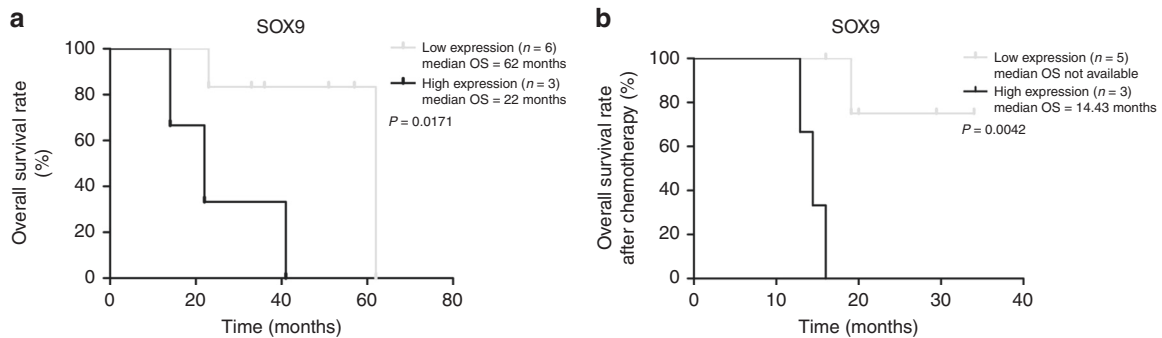 a
SOX9
Overall survival rate
(%)
100
80
60
40
20
0
0 20 40 60 80
Time (months)
Low expression (n = 6)
median OS = 62 months
High expression (n = 3)
median OS = 22 months
P = 0.0171
b
SOX9
Overall survival rate
after chemotherapy (%)
100
80
60
40
20
0
0 10 20 30 40
Time (months)
Low expression (n = 5)
median OS not available
High expression (n = 3)
median OS = 14.43 months
P = 0.0042